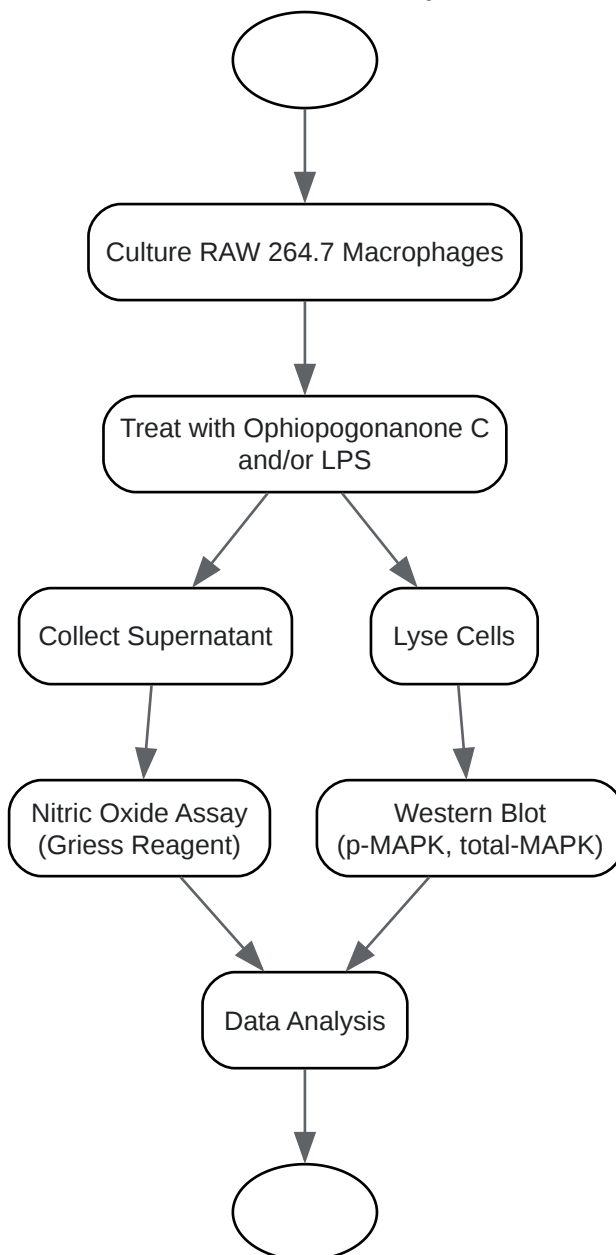 Culture RAW 264.7 Macrophages
Treat with Ophiopogonanone C
and/or LPS
Collect Supernatant
Lyse Cells
Nitric Oxide Assay
(Griess Reagent)
Western Blot
(p-MAPK, total-MAPK)
Data Analysis